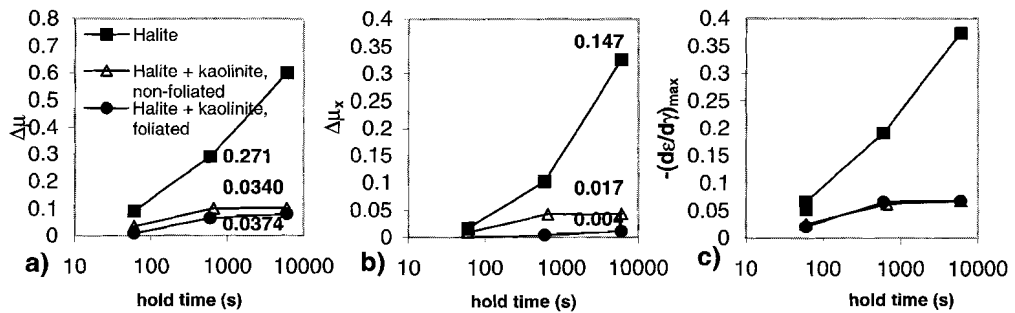 0.8
0.7
0.6
0.5
0.4
0.3
0.2
0.1
0
Δμ
Halite
Halite + kaolinite,
non-foliated
Halite + kaolinite,
foliated
0.271
0.0340
0.0374
a)
10 100 1000 10000
hold time (s)
0.4
0.35
0.3
0.25
0.2
0.15
0.1
0.05
0
Δμx
0.147
0.017
0.004
b)
10 100 1000 10000
hold time (s)
0.4
0.35
0.3
0.25
0.2
0.15
0.1
0.05
0
-(dε/dγ)max
c)
10 100 1000 10000
hold time (s)